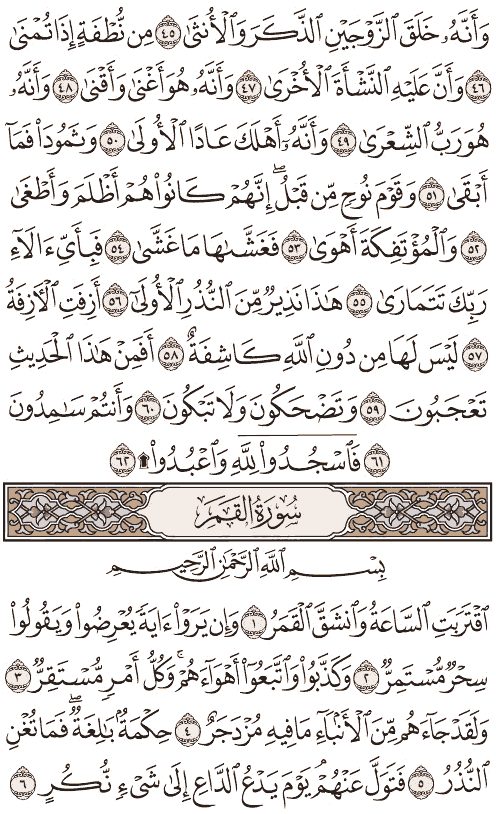 وَأَنَّهُۥ خَلَقَ ٱلزَّوْجَيْنِ ٱلذَّكَرَ وَٱلْأُنثَىٰ ٤٥ مِن نُّطْفَةٍ إِذَا تُمْنَىٰ
٤٦ وَأَنَّ عَلَيْهِ ٱلنَّشْأَةَ ٱلْأُخْرَىٰ ٤٧ وَأَنَّهُۥ هُوَ أَغْنَىٰ وَأَقْنَىٰ ٤٨ وَأَنَّهُۥ
هُوَ رَبُّ ٱلشِّعْرَىٰ ٤٩ وَأَنَّهُۥٓ أَهْلَكَ عَادًا ٱلْأُولَىٰ ٥٠ وَثَمُودَا۟ فَمَآ
أَبْقَىٰ ٥١ وَقَوْمَ نُوحٍ مِّن قَبْلُ ۖ إِنَّهُمْ كَانُوا۟ هُمْ أَظْلَمَ وَأَطْغَىٰ
٥٢ وَٱلْمُؤْتَفِكَةَ أَهْوَىٰ ٥٣ فَغَشَّىٰهَا مَا غَشَّىٰ ٥٤ فَبِأَىِّ ءَالَآءِ
رَبِّكَ تَتَمَارَىٰ ٥٥ هَٰذَا نَذِيرٌ مِّنَ ٱلنُّذُرِ ٱلْأُولَىٰٓ ٥٦ أَزِفَتِ ٱلْءَازِفَةُ
٥٧ لَيْسَ لَهَا مِن دُونِ ٱللَّهِ كَاشِفَةٌ ٥٨ أَفَمِنْ هَٰذَا ٱلْحَدِيثِ
تَعْجَبُونَ ٥٩ وَتَضْحَكُونَ وَلَا تَبْكُونَ ٦٠ وَأَنتُمْ سَٰمِدُونَ
٦١ فَٱسْجُدُوا۟ لِلَّهِ وَٱعْبُدُوا۟ ٦٢
سُورَةُ ٱلْقَمَرِ
بِسْمِ ٱللَّهِ ٱلرَّحْمَٰنِ ٱلرَّحِيمِ
ٱقْتَرَبَتِ ٱلسَّاعَةُ وَٱنشَقَّ ٱلْقَمَرُ ١ وَإِن يَرَوْا۟ ءَايَةً يُعْرِضُوا۟ وَيَقُولُوا۟
سِحْرٌ مُّسْتَمِرٌّ ٢ وَكَذَّبُوا۟ وَٱتَّبَعُوٓا۟ أَهْوَآءَهُمْ ۚ وَكُلُّ أَمْرٍ مُّسْتَقِرٌّ ٣
وَلَقَدْ جَآءَهُم مِّنَ ٱلْأَنۢبَآءِ مَا فِيهِ مُزْدَجَرٌ ٤ حِكْمَةٌۢ بَٰلِغَةٌ ۖ فَمَا تُغْنِ
ٱلنُّذُرُ ٥ فَتَوَلَّ عَنْهُمْ ۘ يَوْمَ يَدْعُ ٱلدَّاعِ إِلَىٰ شَىْءٍ نُّكُرٍ ٦